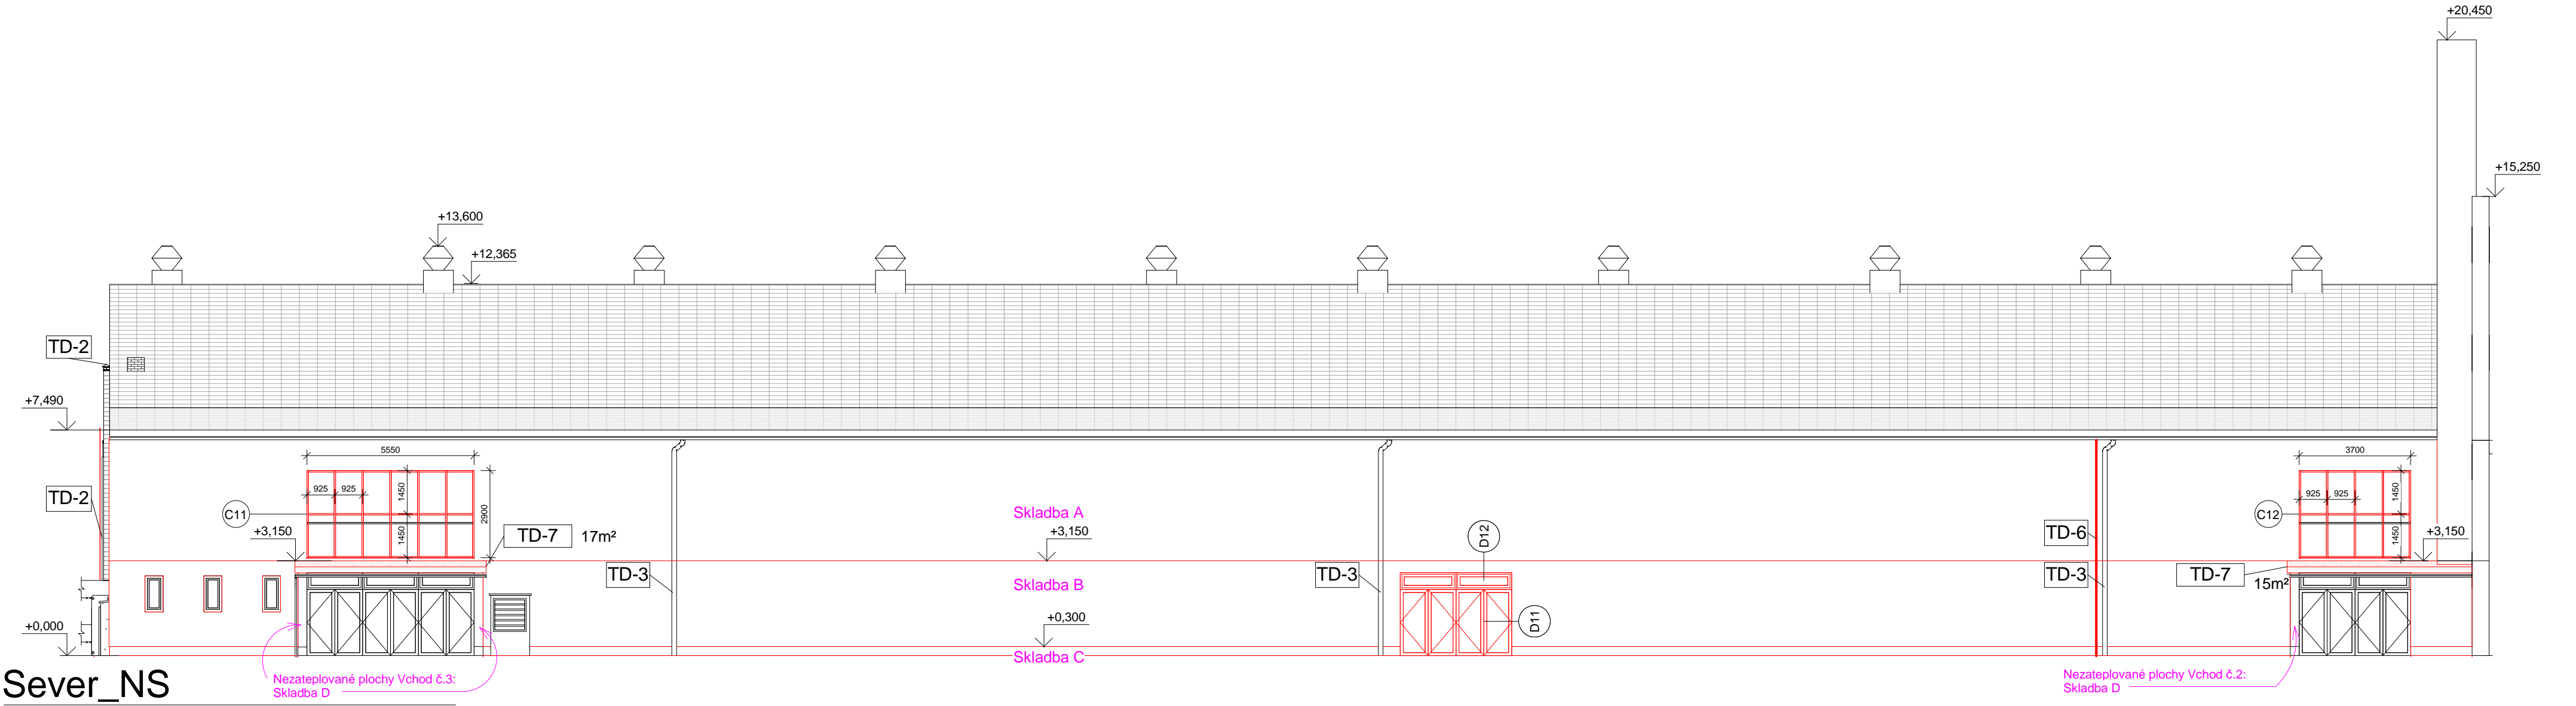 +20,450
+15,250
+13,600
+12,365
TD-2
+7,490
5550
3700
925 925
1450
2900
1450
925 925
1450
1450
TD-2
C11
Skladba A
C12
+3,150
TD-7 17m²
+3,150
D12
TD-6
+3,150
TD-3
Skladba B
TD-3
TD-3
TD-7
15m²
+0,000
+0,300
D11
Skladba C
Sever_NS
Nezateplované plochy Vchod č.3:
Skladba D
Nezateplované plochy Vchod č.2:
Skladba D